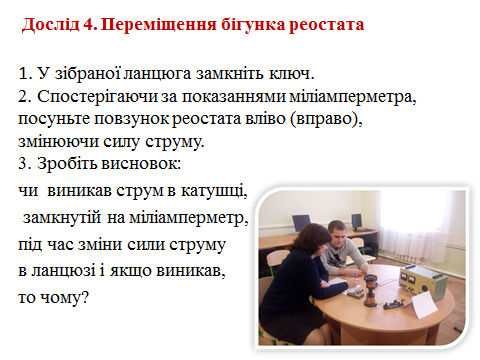 Дослід 4. Переміщення бігунка реостата
1. У зібраної ланцюга замкніть ключ.
2. Спостерігаючи за показаннями міліамперметра,
посуньте повзунок реостата вліво (вправо),
змінюючи силу струму.
3. Зробіть висновок:
чи виникав струм в катушці,
замкнутій на міліамперметр,
під час зміни сили струму
в ланцюзі і якщо виникав,
то чому?